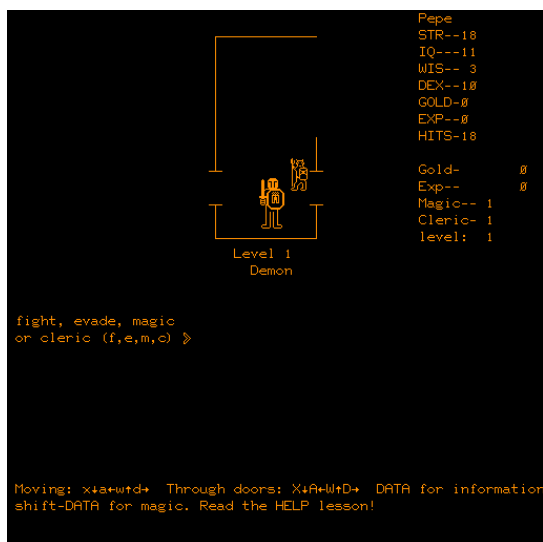 Pepe
STR--18
IQ---11
WIS-- 3
DEX--10
GOLD-0
EXP--0
HITS-18
Gold- 0
Exp-- 0
Magic-- 1
Cleric- 1
level: 1
Level 1
Demon
fight, evade, magic
or cleric (f,e,m,c) ⟩
Moving: x↓a←w↑d→ Through doors: X↓A←W↑D→ DATA for information
shift-DATA for magic. Read the HELP lesson!